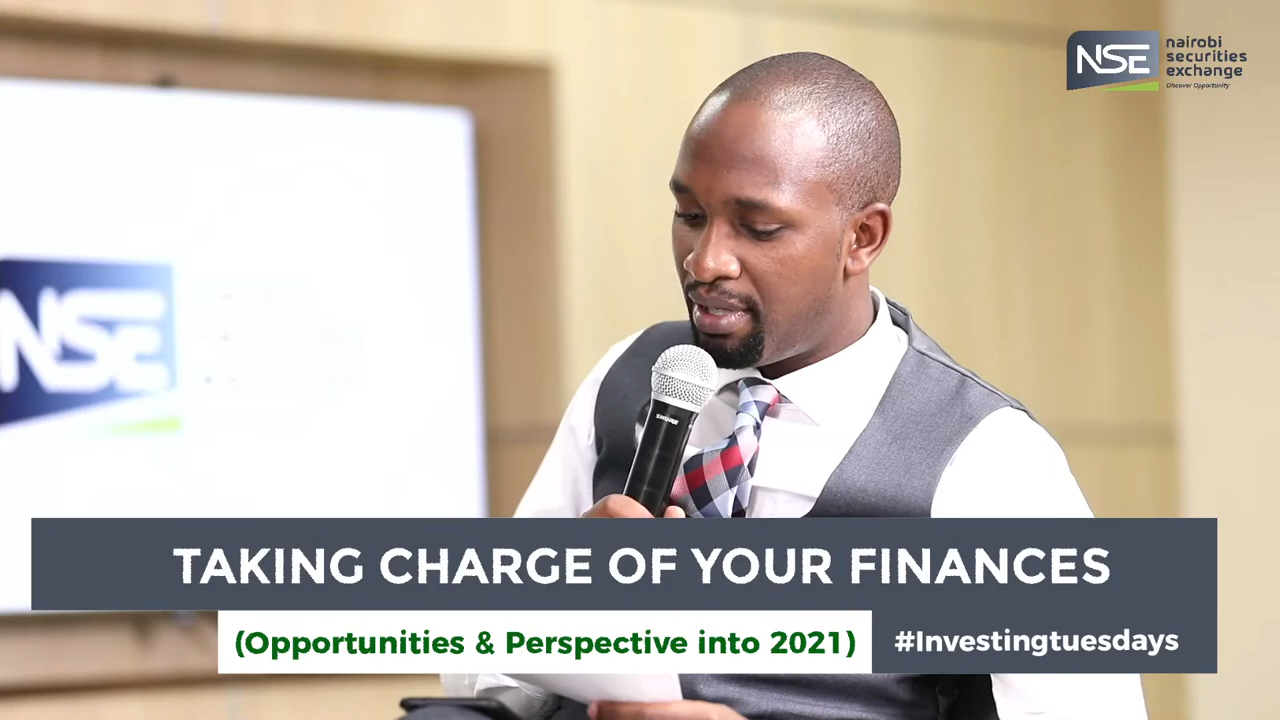 NSE
nairobi
securities
exchange
Discover Opportunity
NSE
SHURE
TAKING CHARGE OF YOUR FINANCES
(Opportunities & Perspective into 2021)
#Investingtuesdays